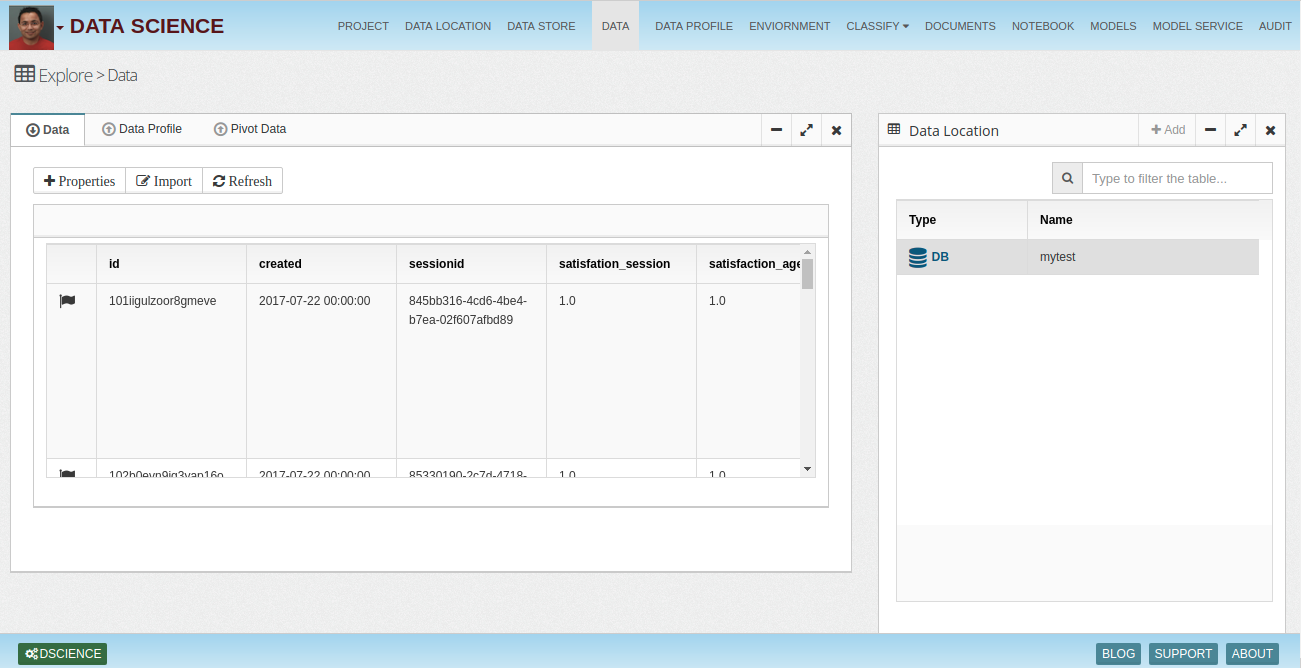 DATA SCIENCE
PROJECT DATA LOCATION DATA STORE DATA DATA PROFILE ENVIORNMENT CLASSIFY DOCUMENTS NOTEBOOK MODELS MODEL SERVICE AUDIT
Explore > Data
Data Data Profile Pivot Data
Properties Import Refresh
id created sessionid satisfation_session
101iigulzoor8gmeve 2017-07-22 00:00:00 845bb316-4cd6-4be4- 1.0 1.0
b7ea-02f607afbd89
2017-07-22 00:00:00 85330190-2c7d-4718- 1.0 1.0
Data Location
Add
Type to filter the table...
Type Name
DB mytest
DSCIENCE
BLOG SUPPORT ABOUT